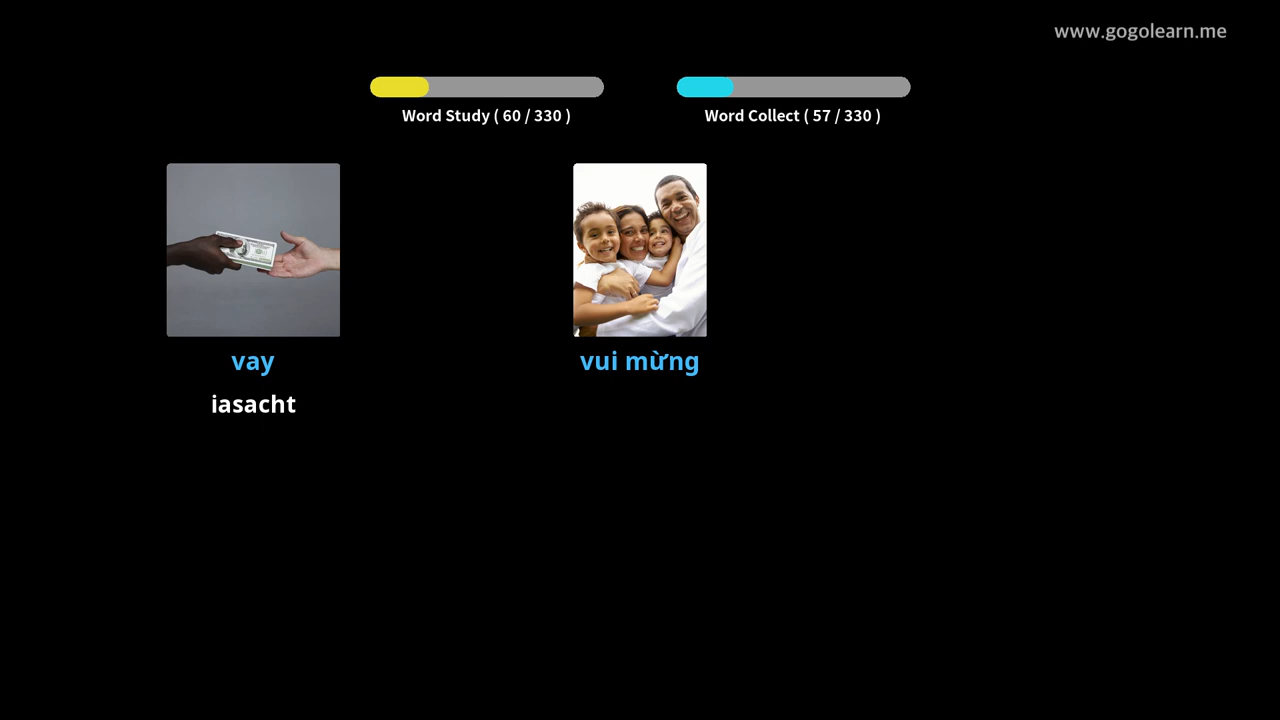 www.gogolearn.me
Word Study ( 60 / 330 )
Word Collect ( 57 / 330 )
vay
vui mừng
iasacht